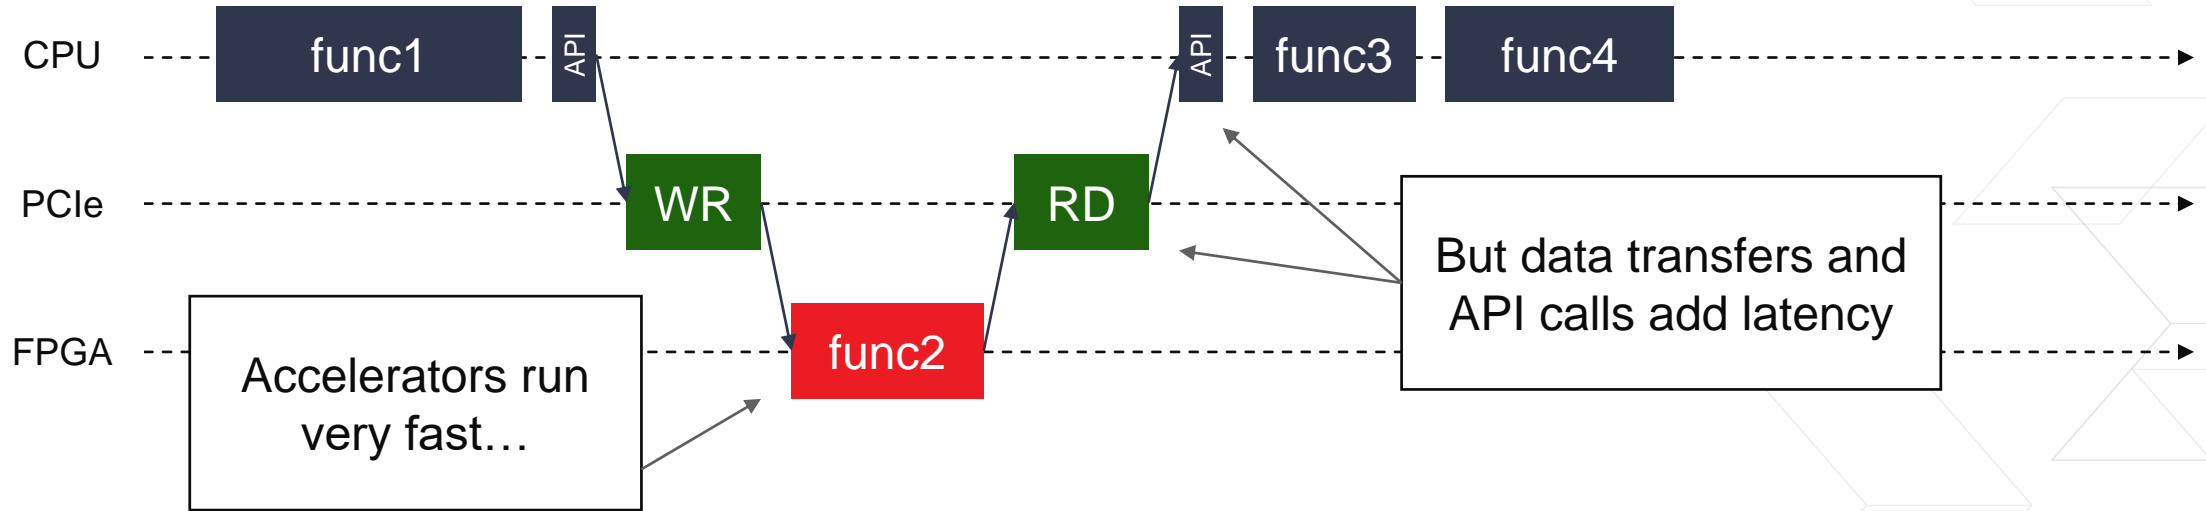 CPU
func1
API
API
func3
func4
PCIe
WR
RD
But data transfers and
API calls add latency
FPGA
Accelerators run
very fast…
func2